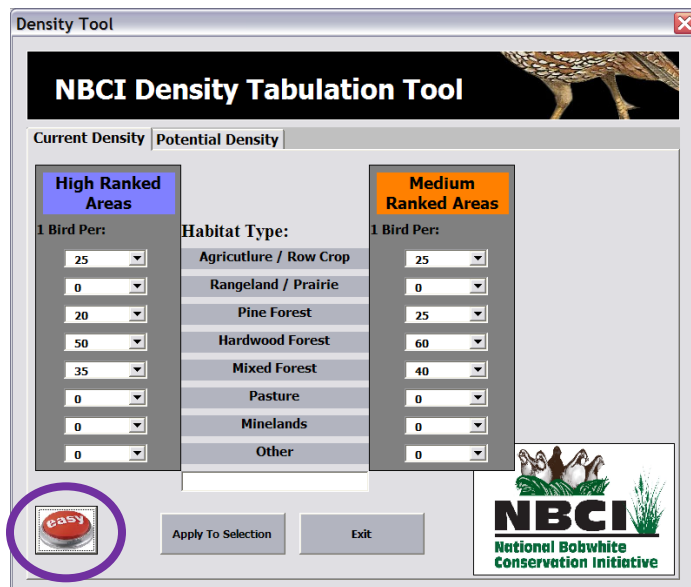 Density Tool
NBCI Density Tabulation Tool
Current Density
Potential Density
High Ranked
Areas
Medium
Ranked Areas
1 Bird Per:
Habitat Type:
1 Bird Per:
25 Agricutlure / Row Crop 25
0 Rangeland / Prairie 0
20 Pine Forest 25
50 Hardwood Forest 60
35 Mixed Forest 40
0 Pasture 0
0 Minelands 0
0 Other 0
easy
Apply To Selection
Exit
NBCI
National Bobwhite
Conservation Initiative